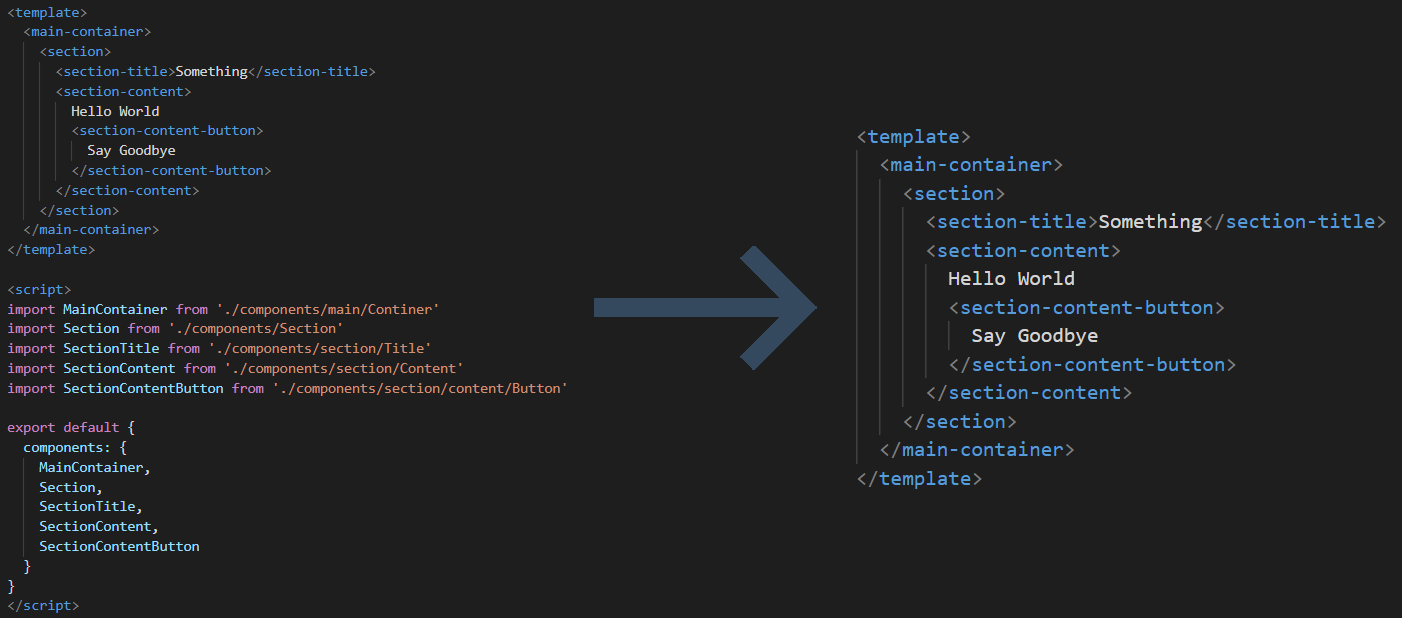 <template>
<main-container>
<section>
<section-title>Something</section-title>
<section-content>
Hello World
<section-content-button>
Say Goodbye
</section-content-button>
</section-content>
</section>
</main-container>
</template>
<script>
import MainContainer from './components/main/Continer'
import Section from './components/Section'
import SectionTitle from './components/section/Title'
import SectionContent from './components/section/Content'
import SectionContentButton from './components/section/content/Button'
export default {
components: {
MainContainer,
Section,
SectionTitle,
SectionContent,
SectionContentButton
}
}
</script>
<template>
<main-container>
<section>
<section-title>Something</section-title>
<section-content>
Hello World
<section-content-button>
Say Goodbye
</section-content-button>
</section-content>
</section>
</main-container>
</template>